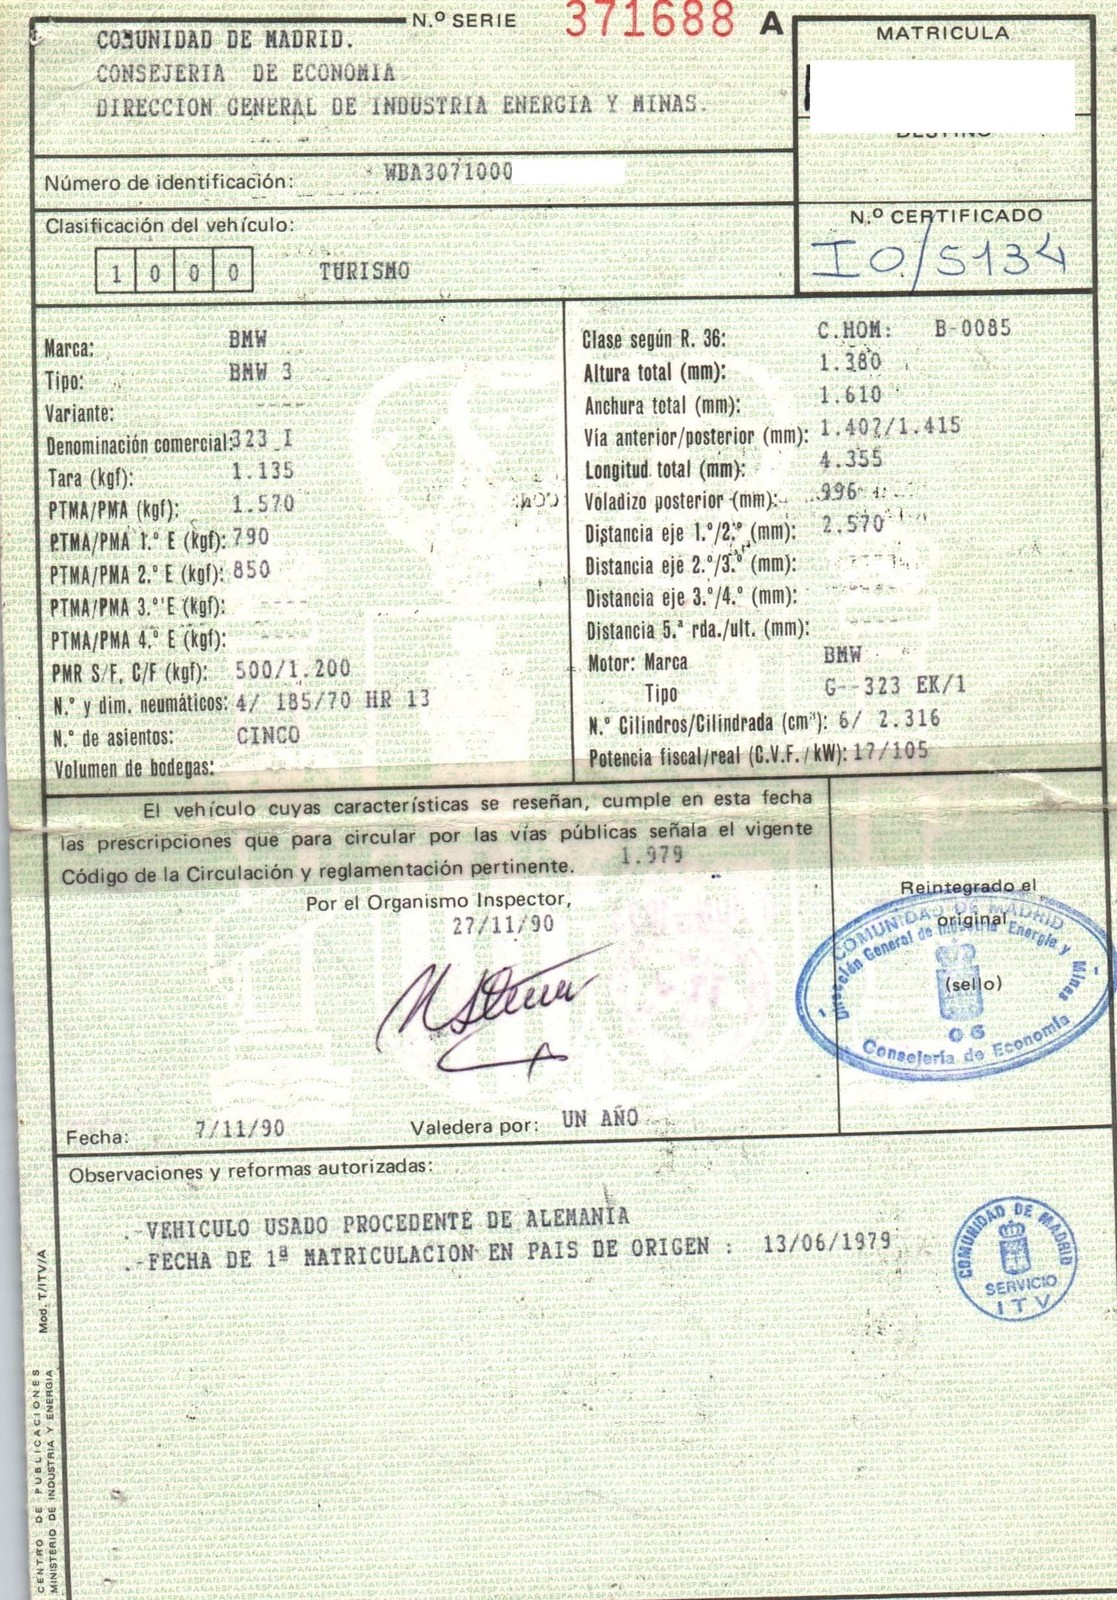 N.º SERIE 371688 A
COMUNIDAD DE MADRID.
CONSEJERIA DE ECONOMIA
DIRECCION GENERAL DE INDUSTRIA ENERGIA Y MINAS.
MATRICULA
DESTINO
Número de identificación: WBA3071000
Clasificación del vehículo:
1 0 0 0 TURISMO
N.º CERTIFICADO
IO/5134
Marca: BMW
Tipo: BMW 3
Variante: ----
Denominación comercial: 323 I
Tara (kgf): 1.135
PTMA/PMA (kgf): 1.570
PTMA/PMA 1.º E (kgf): 790
PTMA/PMA 2.º E (kgf): 850
PTMA/PMA 3.º E (kgf): ----
PTMA/PMA 4.º E (kgf): ----
PMR S/F, C/F (kgf): 500/1.200
N.º y dim. neumáticos: 4/ 185/70 HR 13
N.º de asientos: CINCO
Volumen de bodegas:
Clase según R. 36: C.HOM: B-0085
Altura total (mm): 1.380
Anchura total (mm): 1.610
Vía anterior/posterior (mm): 1.407/1.415
Longitud total (mm): 4.355
Voladizo posterior (mm): 996
Distancia eje 1.º/2.º (mm): 2.570
Distancia eje 2.º/3.º (mm):
Distancia eje 3.º/4.º (mm):
Distancia 5.ª rda./ult. (mm):
Motor: Marca BMW
Tipo G--323 EK/1
N.º Cilindros/Cilindrada (cm³): 6/ 2.316
Potencia fiscal/real (C.V.F./kW): 17/105
El vehículo cuyas características se reseñan, cumple en esta fecha
las prescripciones que para circular por las vías públicas señala el vigente
Código de la Circulación y reglamentación pertinente. 1.979
Por el Organismo Inspector,
27/11/90
Reintegrado el
original
(sello)
COMUNIDAD DE MADRID
Dirección General de Industria Energía y Minas
06
Consejería de Economía
Fecha: 7/11/90 Valedera por: UN AÑO
Observaciones y reformas autorizadas:
.-VEHICULO USADO PROCEDENTE DE ALEMANIA
.-FECHA DE 1ª MATRICULACION EN PAIS DE ORIGEN : 13/06/1979
COMUNIDAD DE MADRID
SERVICIO
ITV
Mod. T/ITV/A
CENTRO DE PUBLICACIONES
MINISTERIO DE INDUSTRIA Y ENERGIA